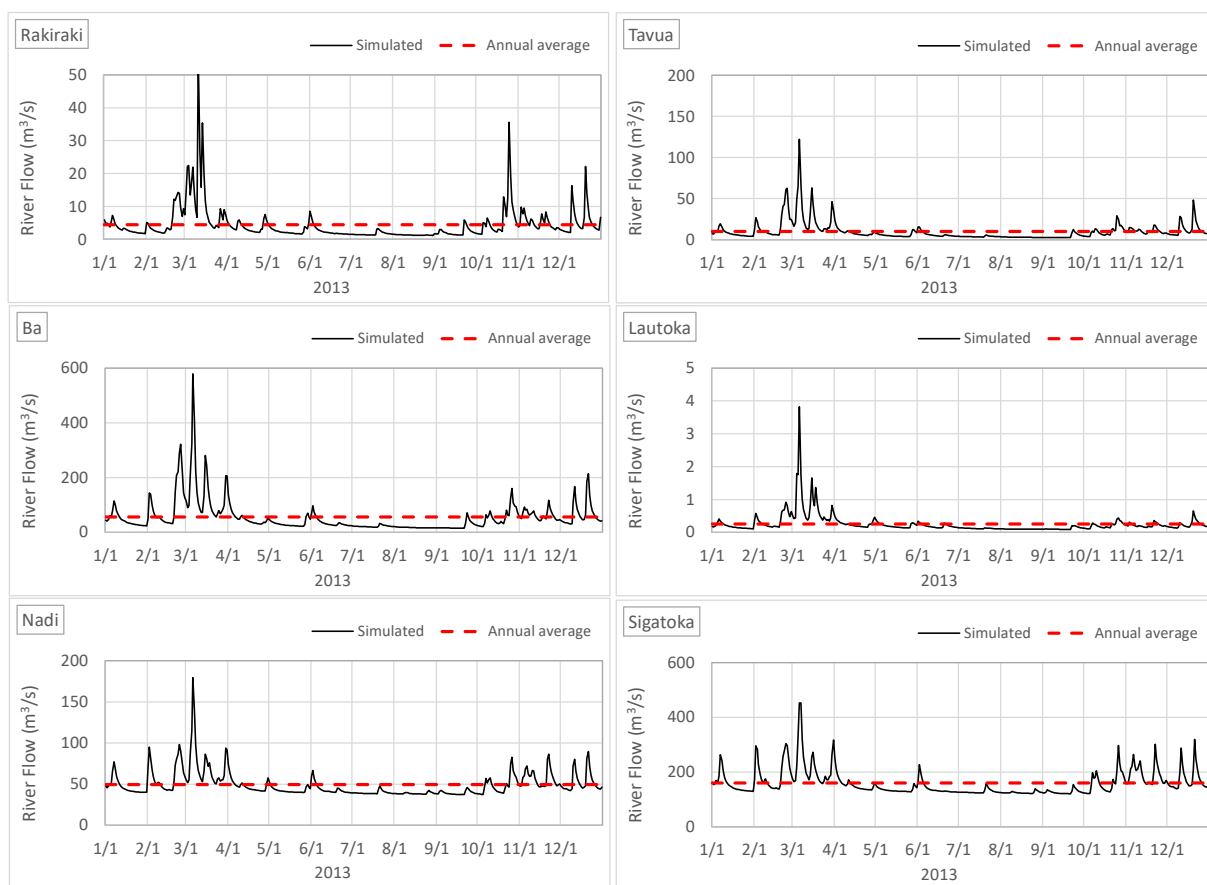 Rakiraki
Simulated Annual average
River Flow (m³/s)
50
40
30
20
10
0
1/1 2/1 3/1 4/1 5/1 6/1 7/1 8/1 9/1 10/1 11/1 12/1
2013
Tavua
Simulated Annual average
River Flow (m³/s)
200
150
100
50
0
1/1 2/1 3/1 4/1 5/1 6/1 7/1 8/1 9/1 10/1 11/1 12/1
2013
Ba
Simulated Annual average
River Flow (m³/s)
600
400
200
0
1/1 2/1 3/1 4/1 5/1 6/1 7/1 8/1 9/1 10/1 11/1 12/1
2013
Lautoka
Simulated Annual average
River Flow (m³/s)
5
4
3
2
1
0
1/1 2/1 3/1 4/1 5/1 6/1 7/1 8/1 9/1 10/1 11/1 12/1
2013
Nadi
Simulated Annual average
River Flow (m³/s)
200
150
100
50
0
1/1 2/1 3/1 4/1 5/1 6/1 7/1 8/1 9/1 10/1 11/1 12/1
2013
Sigatoka
Simulated Annual average
River Flow (m³/s)
600
400
200
0
1/1 2/1 3/1 4/1 5/1 6/1 7/1 8/1 9/1 10/1 11/1 12/1
2013